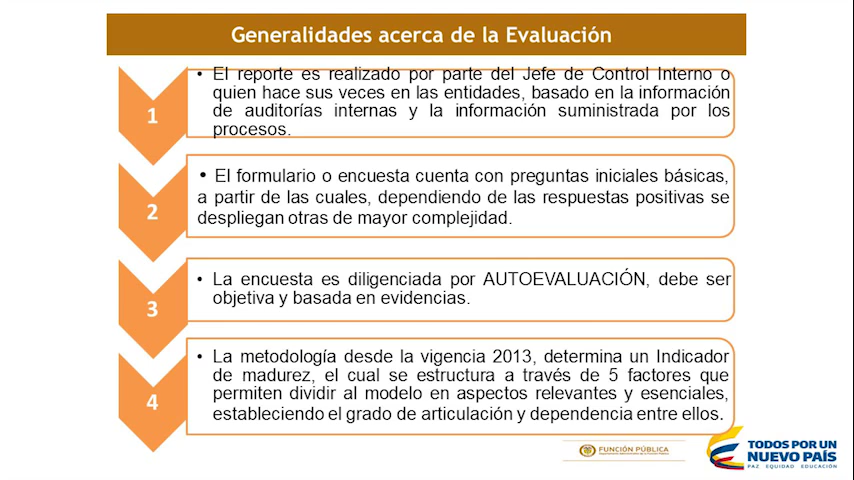 Generalidades acerca de la Evaluación
1
• El reporte es realizado por parte del Jefe de Control Interno o
quien hace sus veces en las entidades, basado en la información
de auditorías internas y la información suministrada por los
procesos.
2
• El formulario o encuesta cuenta con preguntas iniciales básicas,
a partir de las cuales, dependiendo de las respuestas positivas se
despliegan otras de mayor complejidad.
3
• La encuesta es diligenciada por AUTOEVALUACIÓN, debe ser
objetiva y basada en evidencias.
4
• La metodología desde la vigencia 2013, determina un Indicador
de madurez, el cual se estructura a través de 5 factores que
permiten dividir al modelo en aspectos relevantes y esenciales,
estableciendo el grado de articulación y dependencia entre ellos.
FUNCIÓN PÚBLICA
TODOS POR UN
NUEVO PAÍS
PAZ EQUIDAD EDUCACIÓN